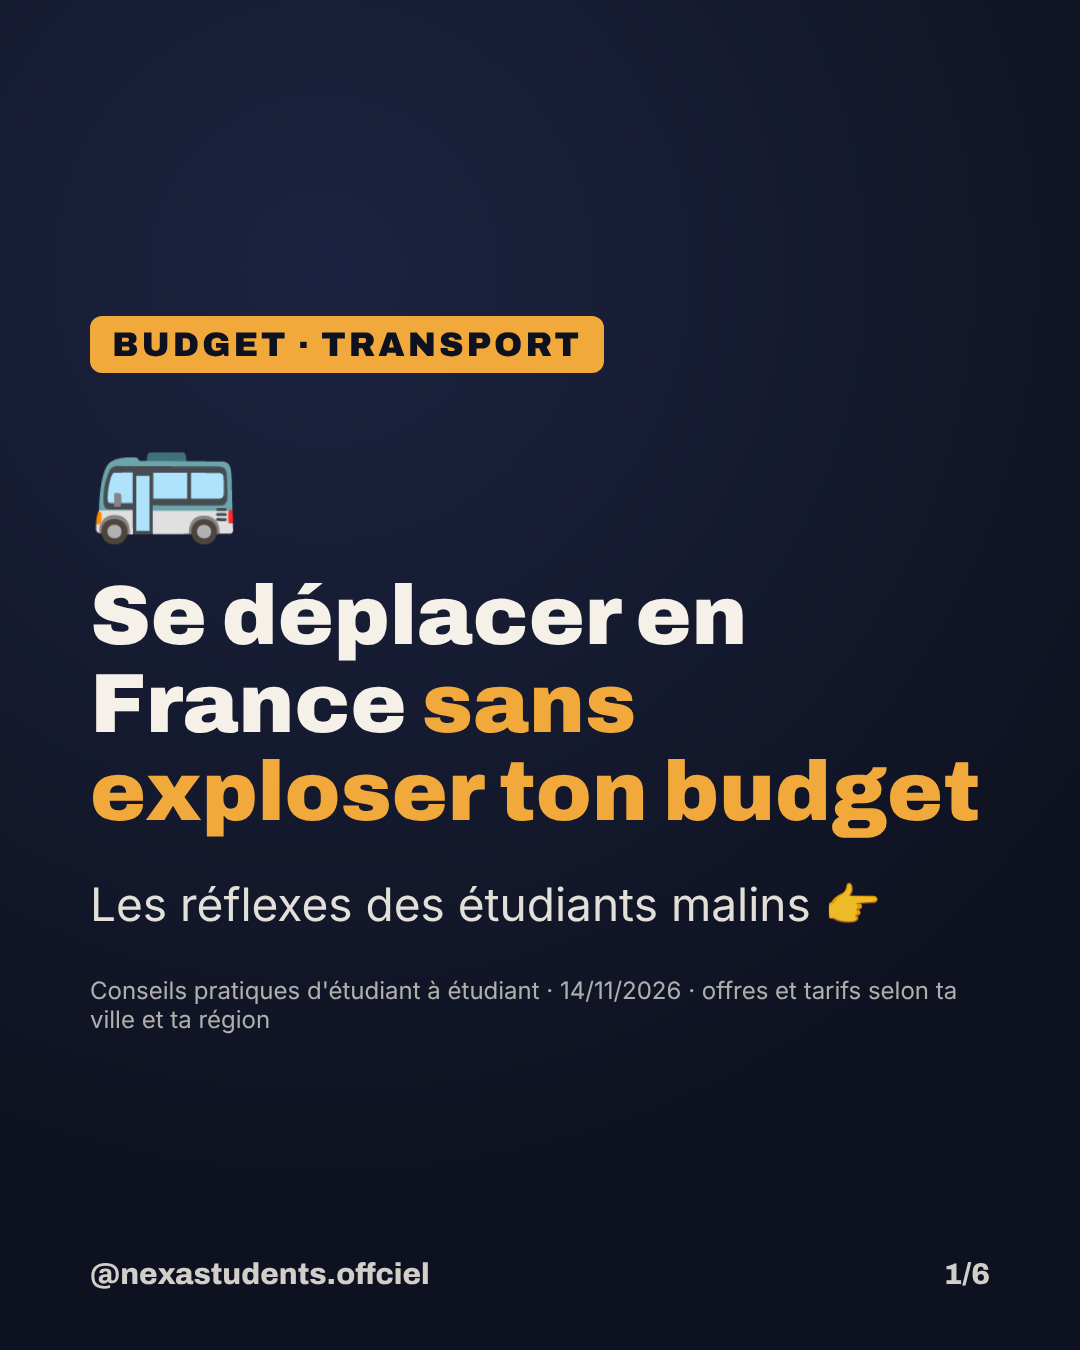 BUDGET · TRANSPORT
Se déplacer en
France sans
exploser ton budget
Les réflexes des étudiants malins 👉
Conseils pratiques d'étudiant à étudiant · 14/11/2026 · offres et tarifs selon ta
ville et ta région
@nexastudents.offciel
1/6